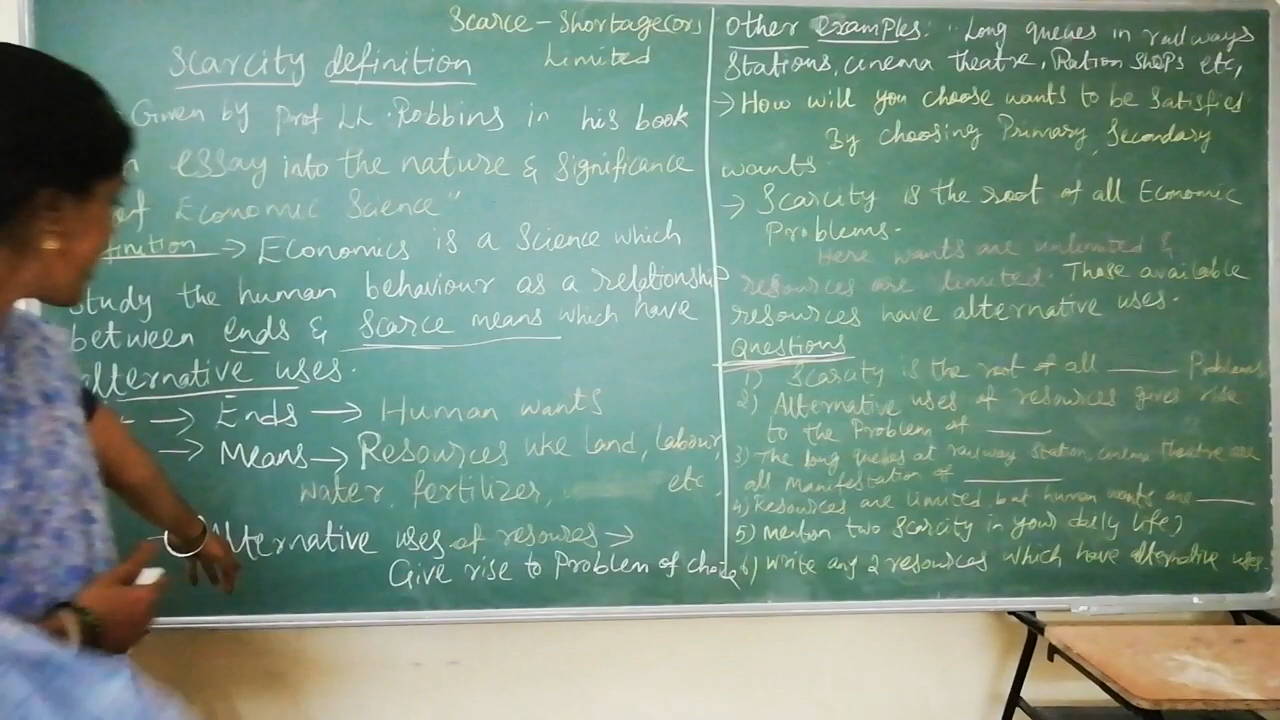 Scarce - Shortage (or)
Limited
Scarcity definition
Given by Prof LL. Robbins in his book
essay into the nature & Significance
of Economic Science"
finition → Economics is a Science which
Study the human behaviour as a relationship
between ends & Scarce means which have
alternative uses.
→ Ends → Human wants
→ Means → Resources like land, labour,
water, fertilizer, etc,
Alternative uses of resources →
Give rise to Problem of choice
Other examples: "Long queues in railways
Stations, cinema theatre, Ration Shops etc,
→ How will you choose wants to be Satisfied
By choosing Primary, Secondary
wants
→ Scarcity is the root of all Economic
Problems.
Here wants are unlimited &
resources are limited. Those available
resources have alternative uses.
Questions
1) Scarcity is the root of all ______ Problems
2) Alternative uses of resources gives rise
to the Problem of ______
3) The long queues at railway Station, cinema Theatre are
all manifestation of ______
4) Resources are limited but human wants are ______
5) Mention two Scarcity in your daily life?
6) Write any 2 resources which have alternative uses.